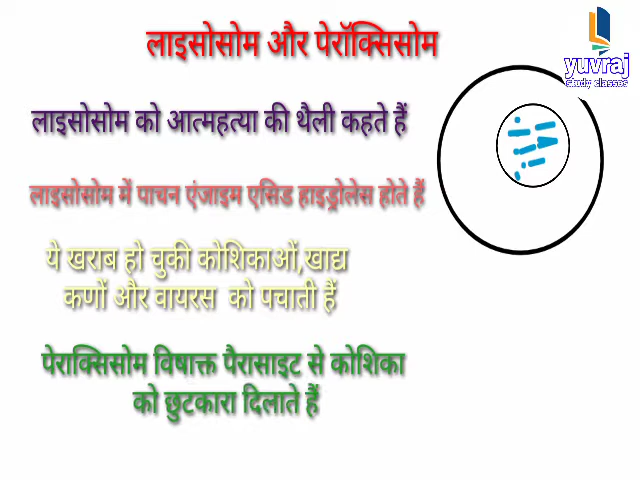 लाइसोसोम और पेरॉक्सिसोम
yuvraj
study classes
लाइसोसोम को आत्महत्या की थैली कहते हैं
लाइसोसोम में पाचन एंजाइम एसिड हाइड्रोलेस होते हैं
ये खराब हो चुकी कोशिकाओं,खाद्य
कणों और वायरस को पचाती हैं
पेराक्सिसोम विषाक्त पैरासाइट से कोशिका
को छुटकारा दिलाते हैं